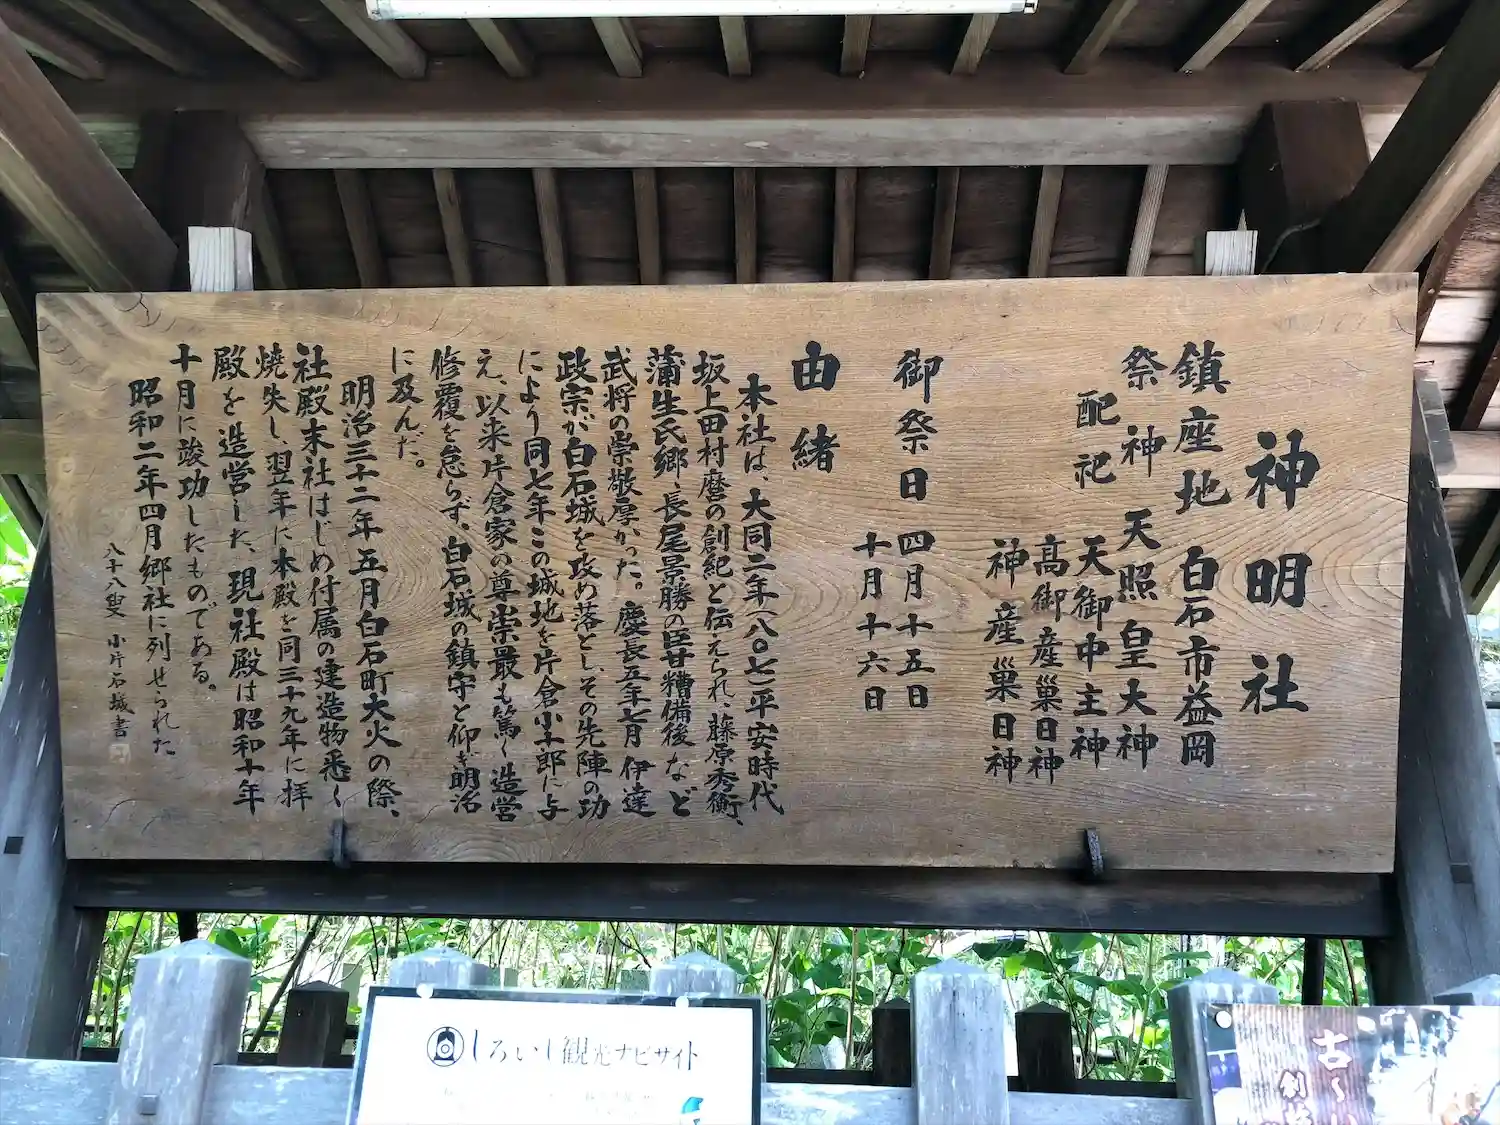 神明社
鎮座地 白石市益岡
祭神 天照皇大神
配祀 天御中主神
高御産巣日神
神産巣日神
御祭日 四月十五日
十月十六日
由緒
本社は、大同二年(八〇七)平安時代
坂上田村麿の創紀と伝えられ、藤原秀衡、
蒲生氏郷、長尾景勝の臣甘糟備後など
武将の崇敬厚かった。慶長五年七月伊達
政宗が白石城を攻め落とし、その先陣の功
により同七年この城地を片倉小十郎に与
え、以来片倉家の尊崇最も篤く造営
修覆を怠らず、白石城の鎮守と仰ぎ明治
に及んだ。
明治三十二年五月白石町大火の際、
社殿末社はじめ付属の建造物悉く
焼失し、翌年に本殿を同三十九年に拝
殿を造営した、現社殿は昭和十年
十月に竣功したものである。
昭和二年四月郷社に列せられた
八十八叟 小片石城書
しろいし観光ナビサイト
古〜い